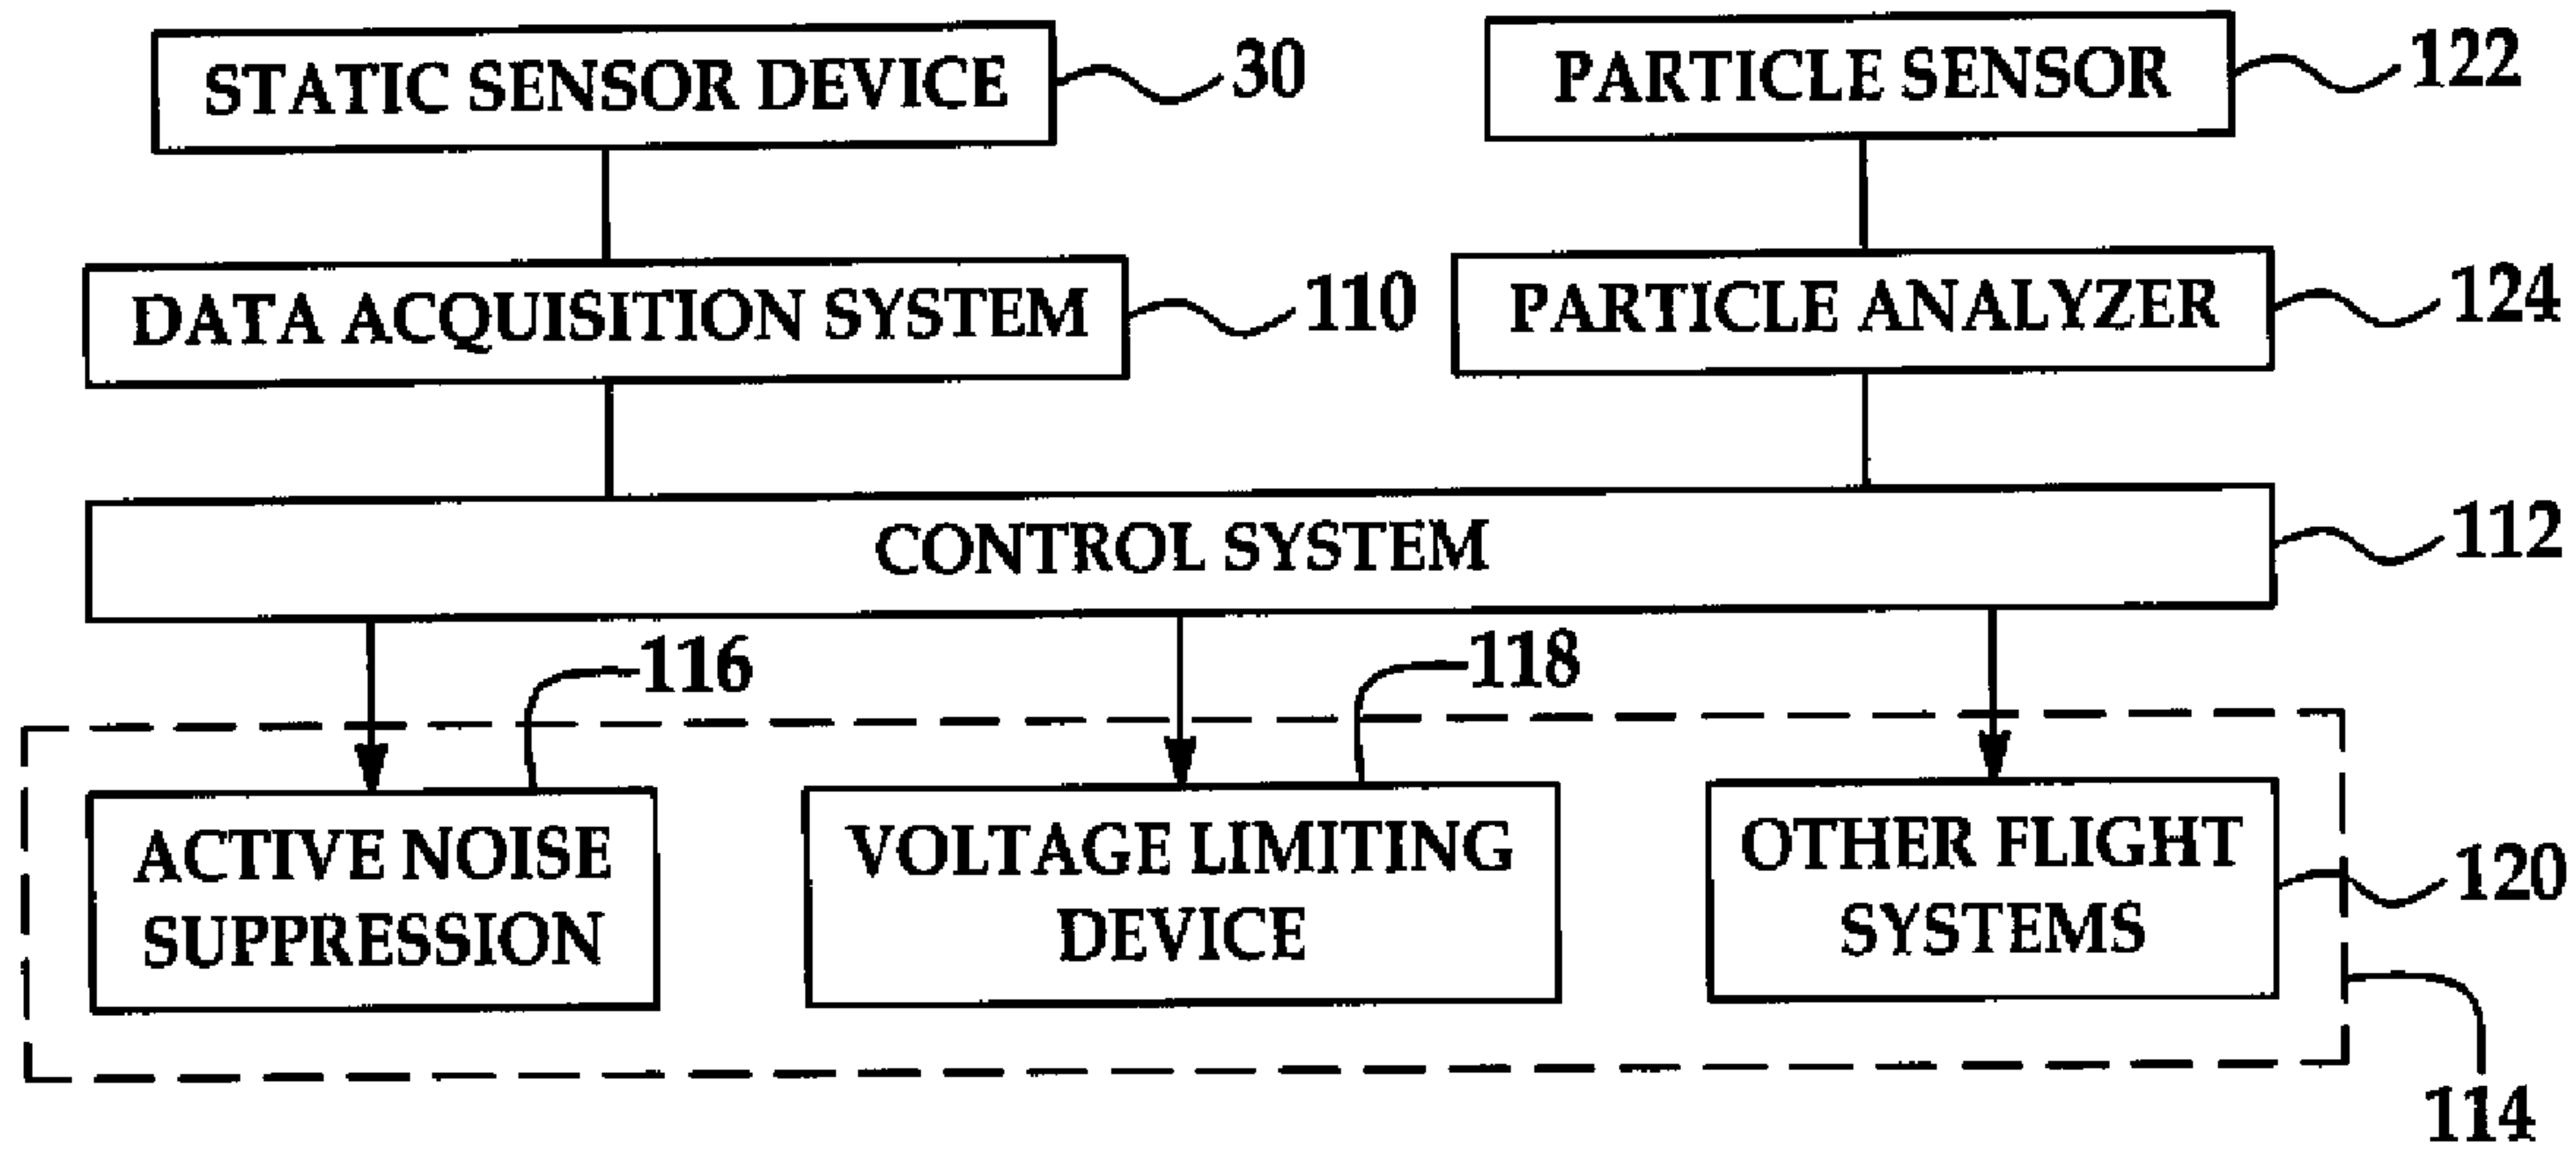 STATIC SENSOR DEVICE 30
PARTICLE SENSOR 122
DATA ACQUISITION SYSTEM 110
PARTICLE ANALYZER 124
CONTROL SYSTEM 112
116
118
ACTIVE NOISE
SUPPRESSION
VOLTAGE LIMITING
DEVICE
OTHER FLIGHT
SYSTEMS
120
114